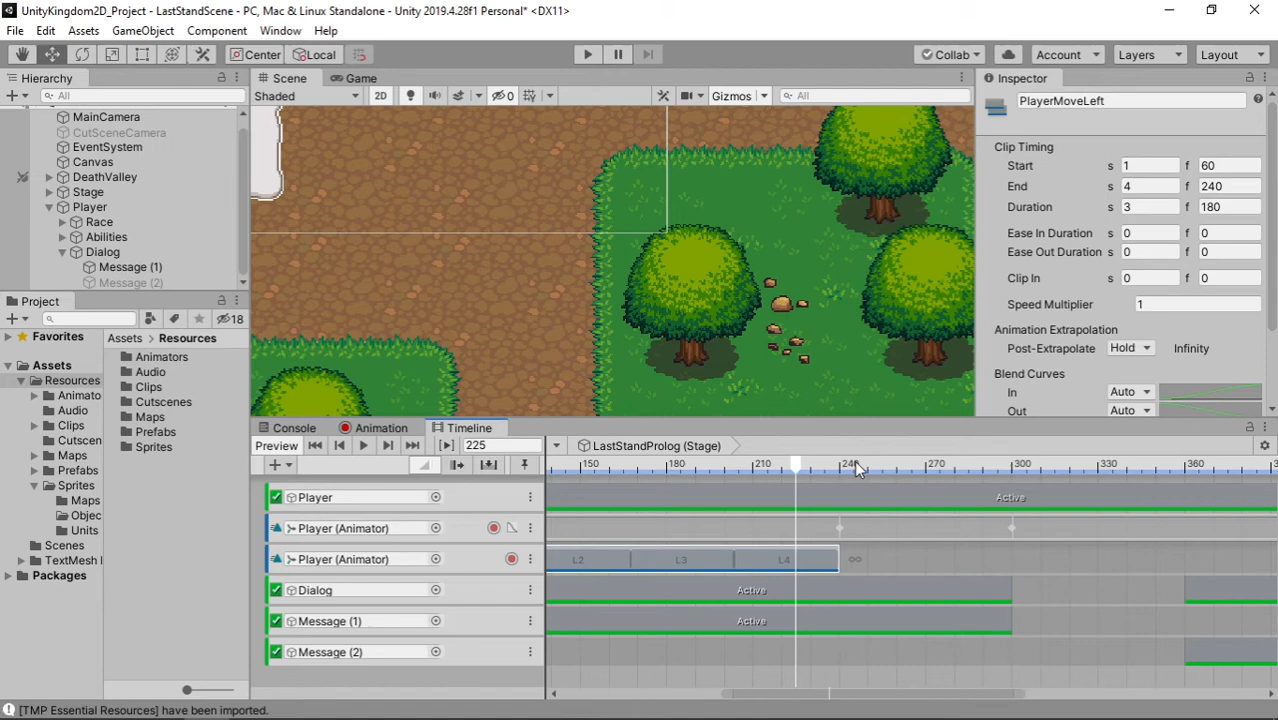 UnityKingdom2D_Project - LastStandScene - PC, Mac & Linux Standalone - Unity 2019.4.28f1 Personal* <DX11>
File Edit Assets GameObject Component Window Help
Center Local Collab Account Layers Layout
Hierarchy
All
MainCamera
CutSceneCamera
EventSystem
Canvas
DeathValley
Stage
Player
Race
Abilities
Dialog
Message (1)
Message (2)
Scene Game
Shaded 2D 0 Gizmos All
Inspector
PlayerMoveLeft
Clip Timing
Start s 1 f 60
End s 4 f 240
Duration s 3 f 180
Ease In Duration s 0 f 0
Ease Out Duration s 0 f 0
Clip In s 0 f 0
Speed Multiplier 1
Animation Extrapolation
Post-Extrapolate Hold Infinity
Blend Curves
In Auto
Out Auto
Project
18
Favorites
Assets
Resources
Animato
Audio
Clips
Cutscen
Maps
Prefabs
Sprites
Maps
Objec
Units
Scenes
TextMesh
Packages
Assets Resources
Animators
Audio
Clips
Cutscenes
Maps
Prefabs
Sprites
Console Animation Timeline
Preview 225 LastStandProlog (Stage)
150 180 210 240 270 300 330 360
Player Active
Player (Animator)
Player (Animator) L2 L3 L4 ∞
Dialog Active
Message (1) Active
Message (2)
[TMP Essential Resources] have been imported.